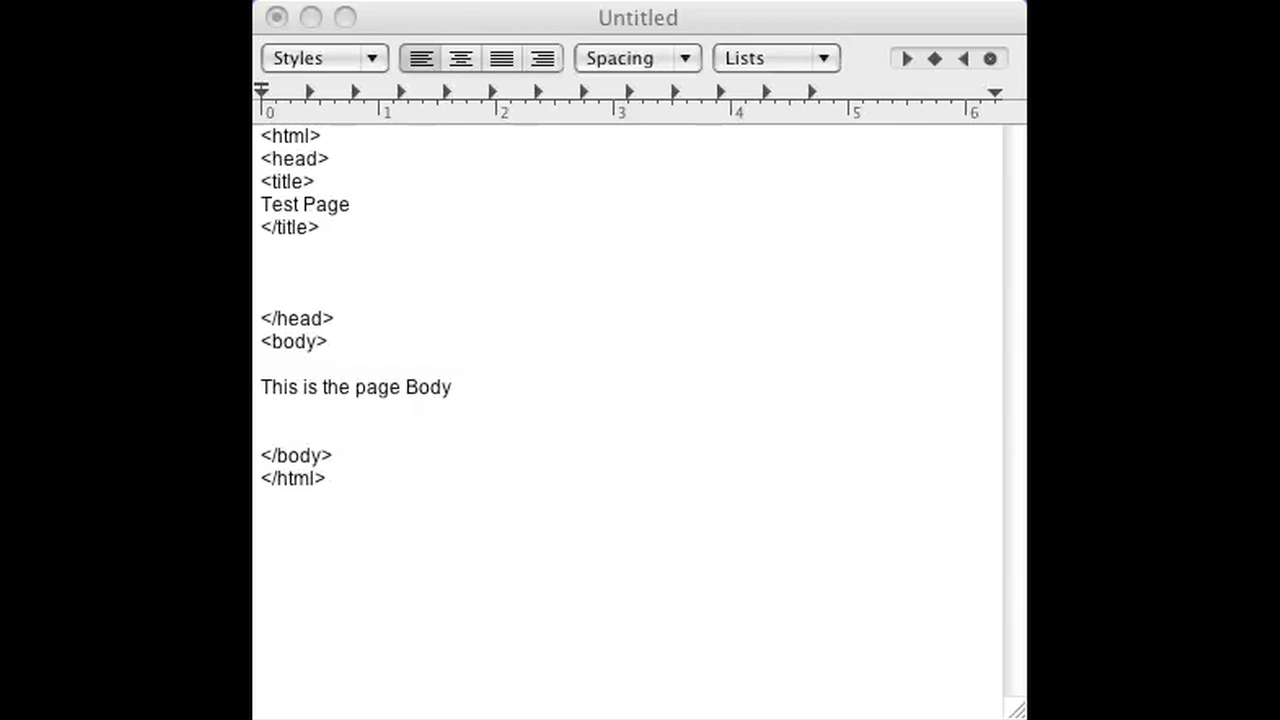 Untitled
Styles Spacing Lists
0 1 2 3 4 5 6
<html>
<head>
<title>
Test Page
</title>
</head>
<body>
This is the page Body
</body>
</html>